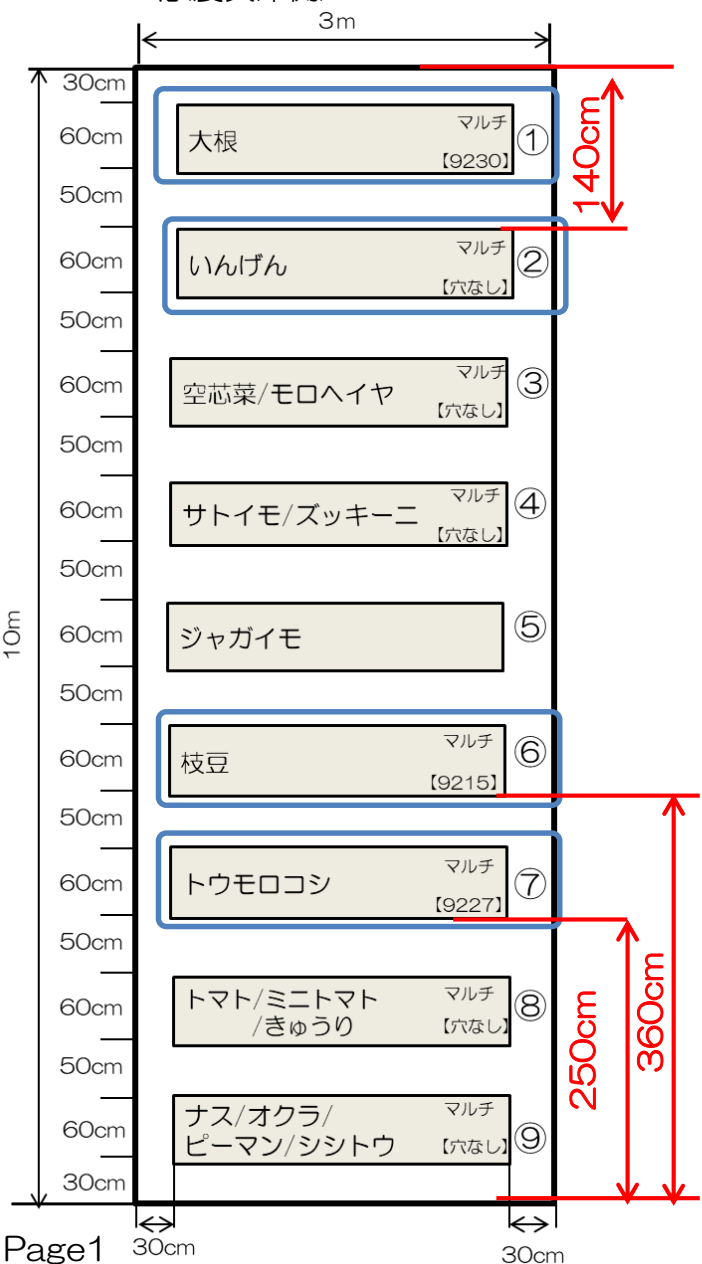 3m
30cm
60cm
大根
マルチ
【9230】
①
140cm
50cm
60cm
いんげん
マルチ
【穴なし】
②
50cm
60cm
空芯菜/モロヘイヤ
マルチ
【穴なし】
③
50cm
60cm
サトイモ/ズッキーニ
マルチ
【穴なし】
④
50cm
10m
60cm
ジャガイモ
⑤
50cm
60cm
枝豆
マルチ
【9215】
⑥
50cm
60cm
トウモロコシ
マルチ
【9227】
⑦
50cm
60cm
トマト/ミニトマト
/きゅうり
マルチ
【穴なし】
⑧
250cm
360cm
50cm
60cm
ナス/オクラ/
ピーマン/シシトウ
マルチ
【穴なし】
⑨
30cm
30cm
30cm
Page1